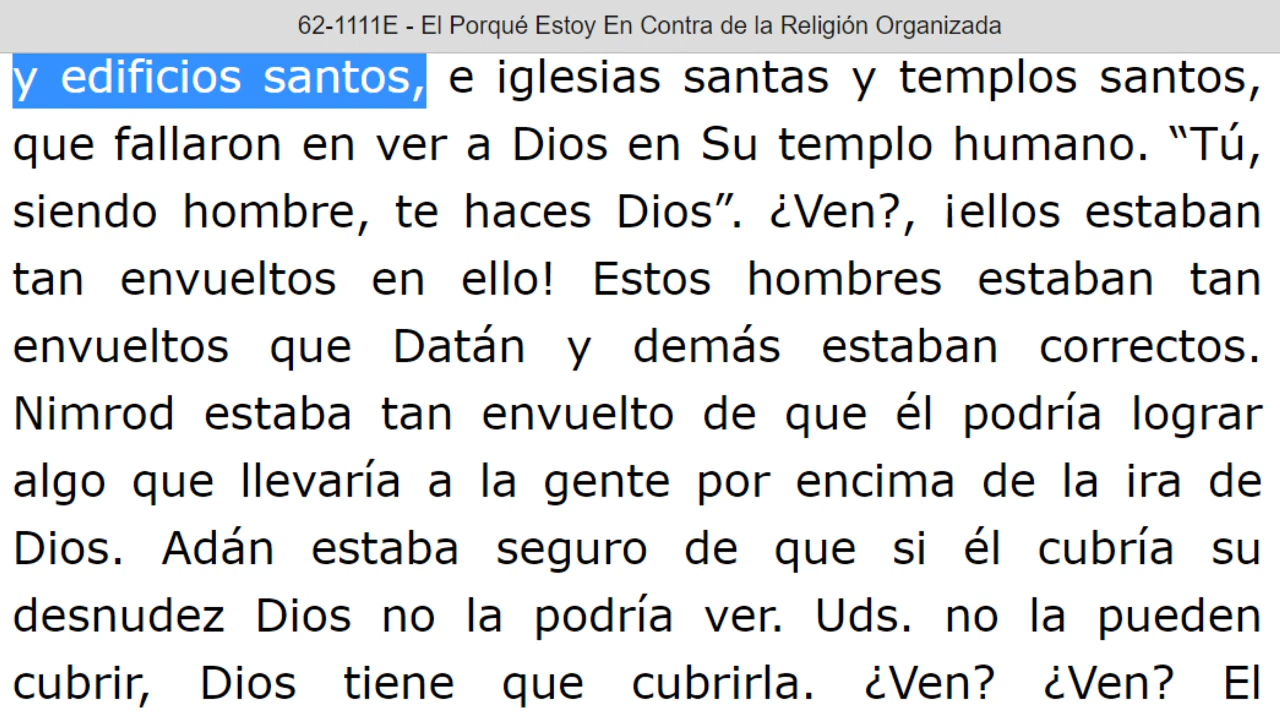 62-1111E - El Porqué Estoy En Contra de la Religión Organizada
y edificios santos, e iglesias santas y templos santos,
que fallaron en ver a Dios en Su templo humano. “Tú,
siendo hombre, te haces Dios”. ¿Ven?, ¡ellos estaban
tan envueltos en ello! Estos hombres estaban tan
envueltos que Datán y demás estaban correctos.
Nimrod estaba tan envuelto de que él podría lograr
algo que llevaría a la gente por encima de la ira de
Dios. Adán estaba seguro de que si él cubría su
desnudez Dios no la podría ver. Uds. no la pueden
cubrir, Dios tiene que cubrirla. ¿Ven? ¿Ven? El